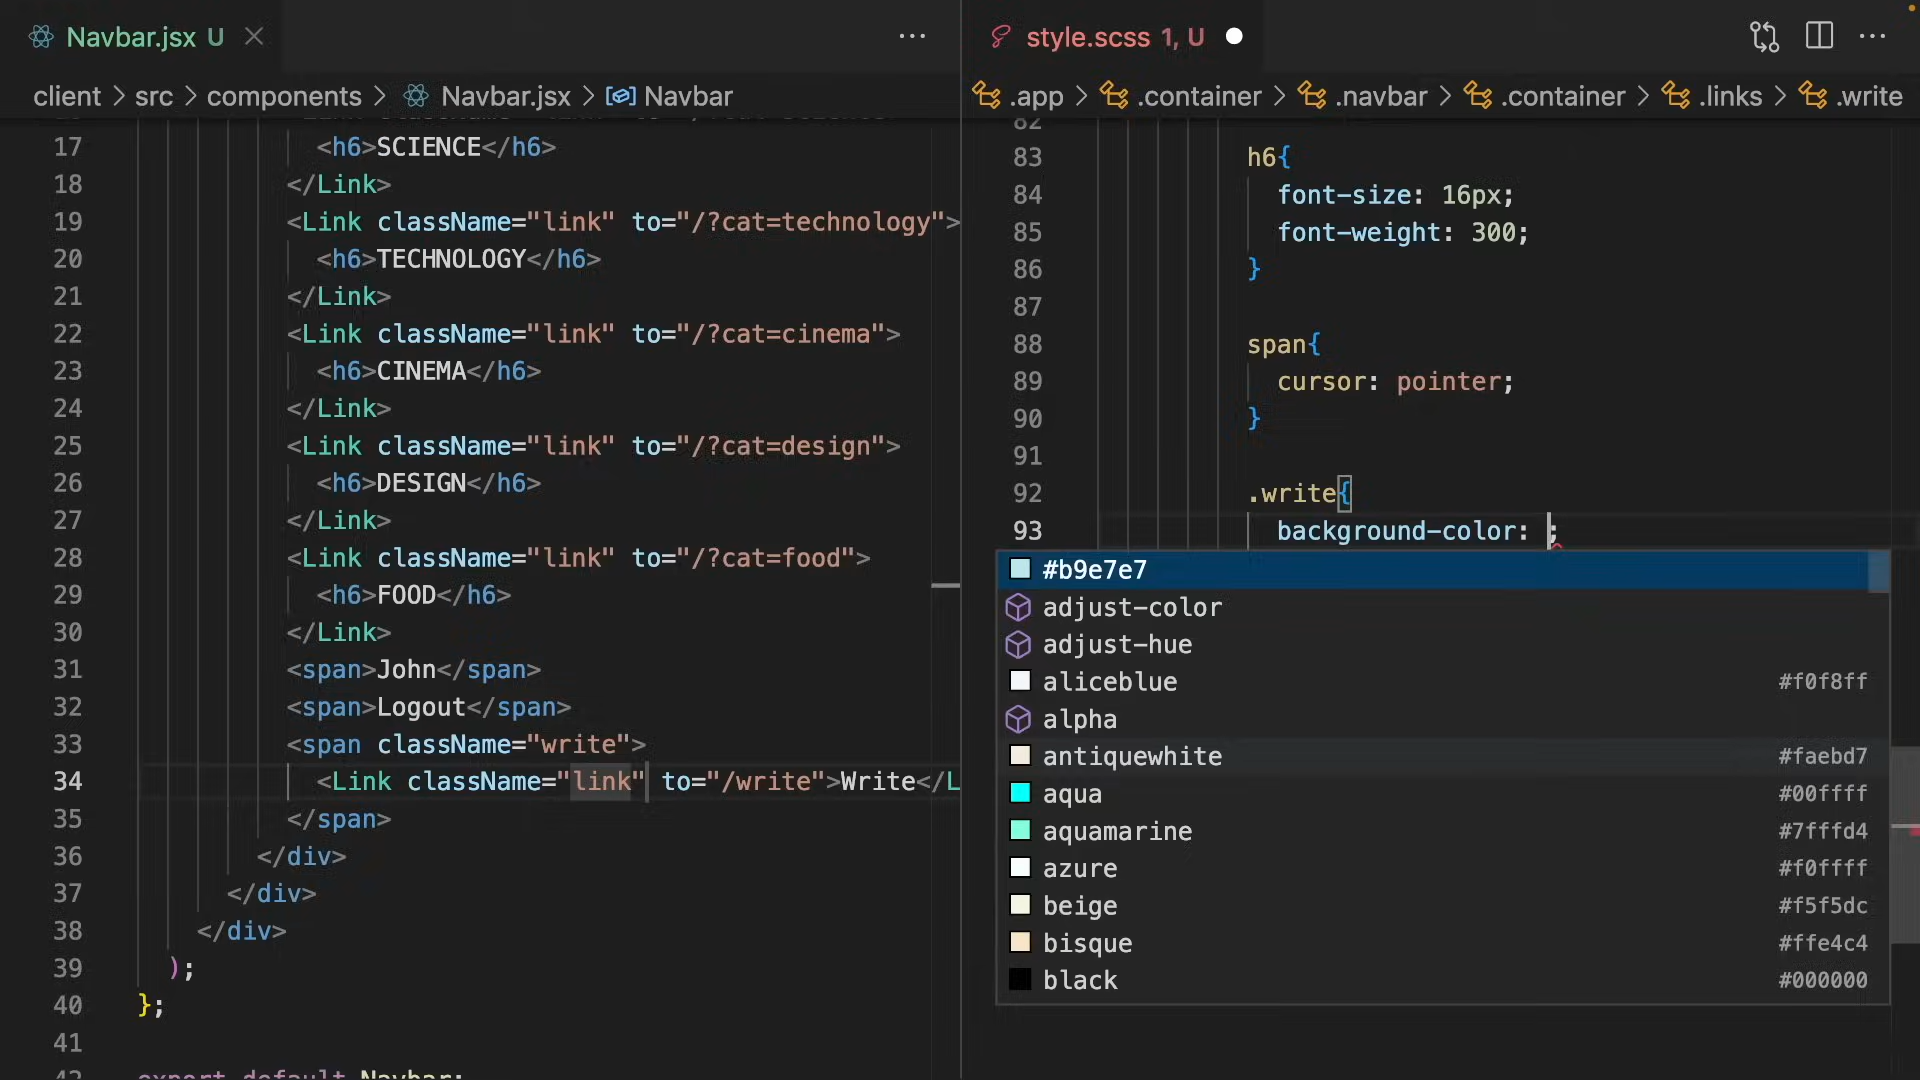 Navbar.jsx U
client > src > components > Navbar.jsx > Navbar
17 <h6>SCIENCE</h6>
18 </Link>
19 <Link className="link" to="/?cat=technology">
20 <h6>TECHNOLOGY</h6>
21 </Link>
22 <Link className="link" to="/?cat=cinema">
23 <h6>CINEMA</h6>
24 </Link>
25 <Link className="link" to="/?cat=design">
26 <h6>DESIGN</h6>
27 </Link>
28 <Link className="link" to="/?cat=food">
29 <h6>FOOD</h6>
30 </Link>
31 <span>John</span>
32 <span>Logout</span>
33 <span className="write">
34 <Link className="link" to="/write">Write</L
35 </span>
36 </div>
37 </div>
38 </div>
39 );
40 };
41
42 export default Navbar;
style.scss 1, U
.app > .container > .navbar > .container > .links > .write
82
83 h6{
84 font-size: 16px;
85 font-weight: 300;
86 }
87
88 span{
89 cursor: pointer;
90 }
91
92 .write{
93 background-color: ;
#b9e7e7
adjust-color
adjust-hue
aliceblue #f0f8ff
alpha
antiquewhite #faebd7
aqua #00ffff
aquamarine #7fffd4
azure #f0ffff
beige #f5f5dc
bisque #ffe4c4
black #000000